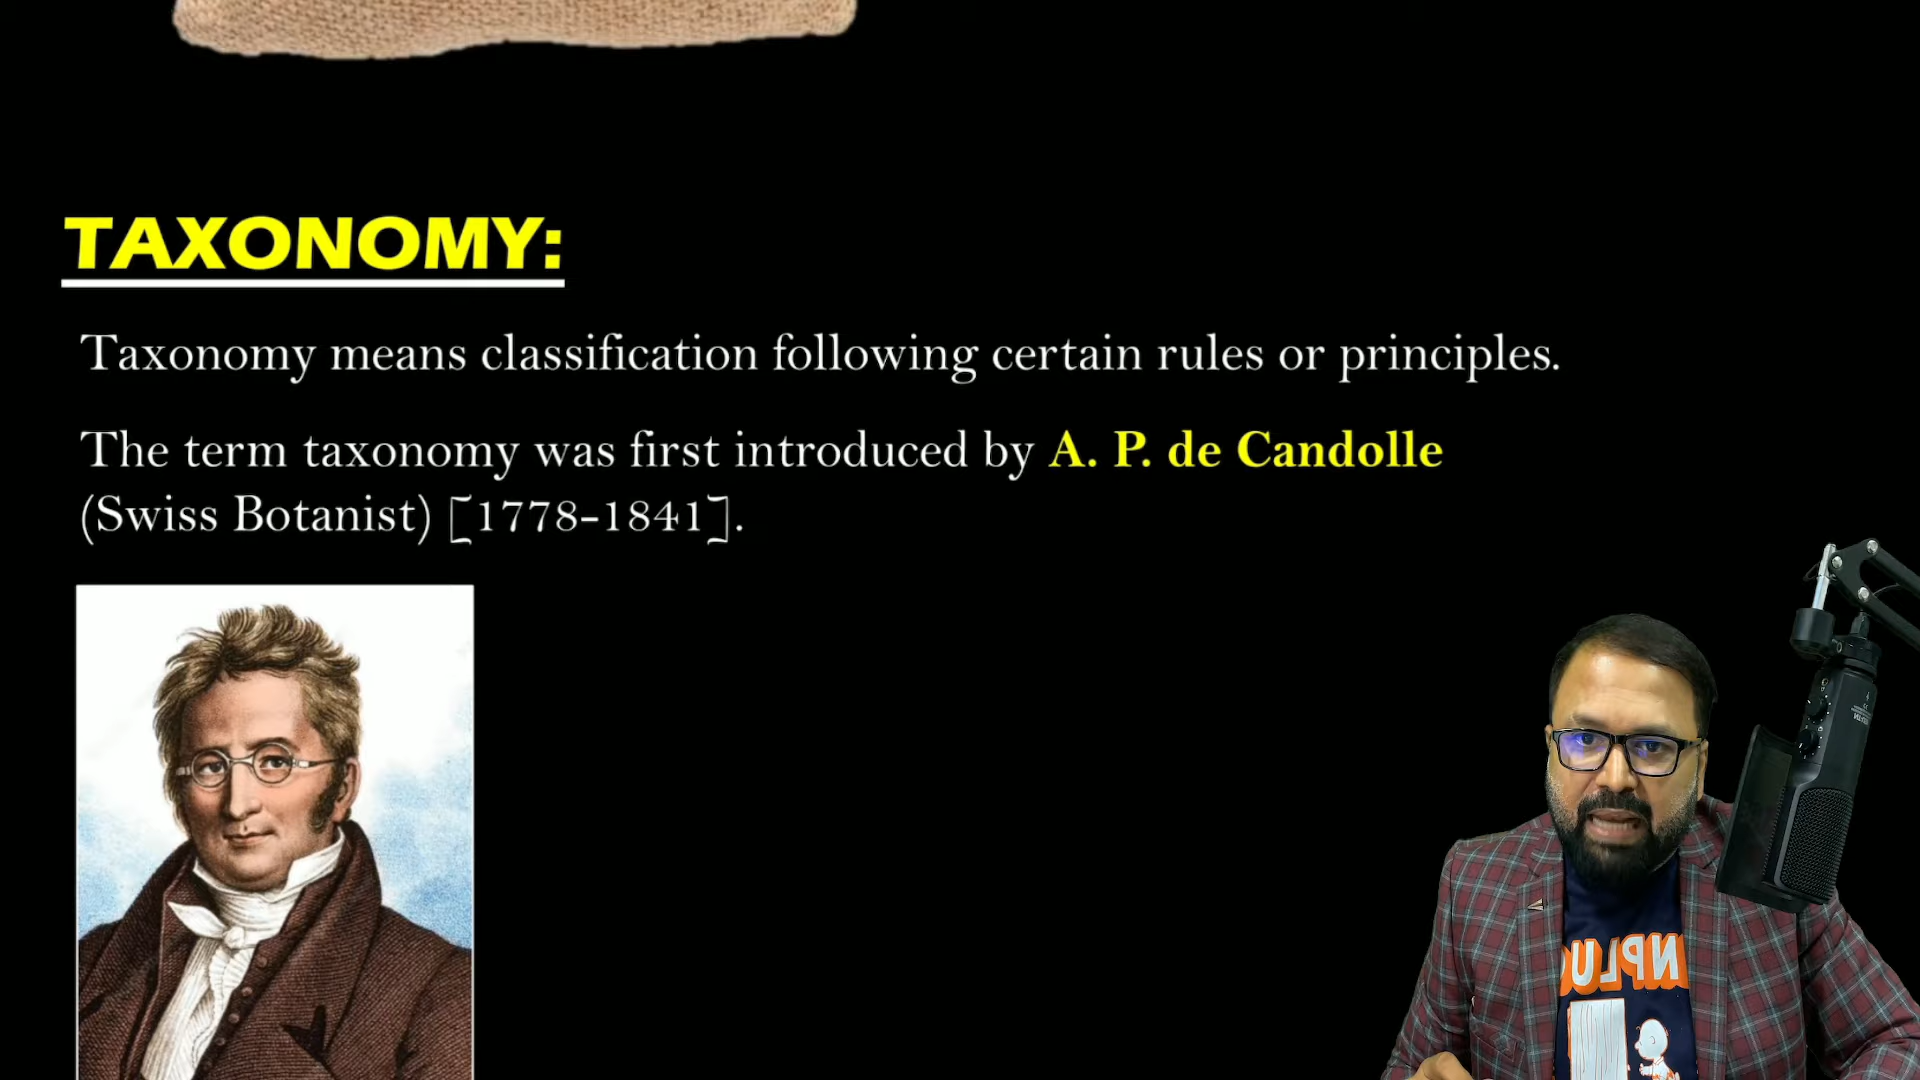 TAXONOMY:
Taxonomy means classification following certain rules or principles.
The term taxonomy was first introduced by A. P. de Candolle
(Swiss Botanist) [1778-1841].